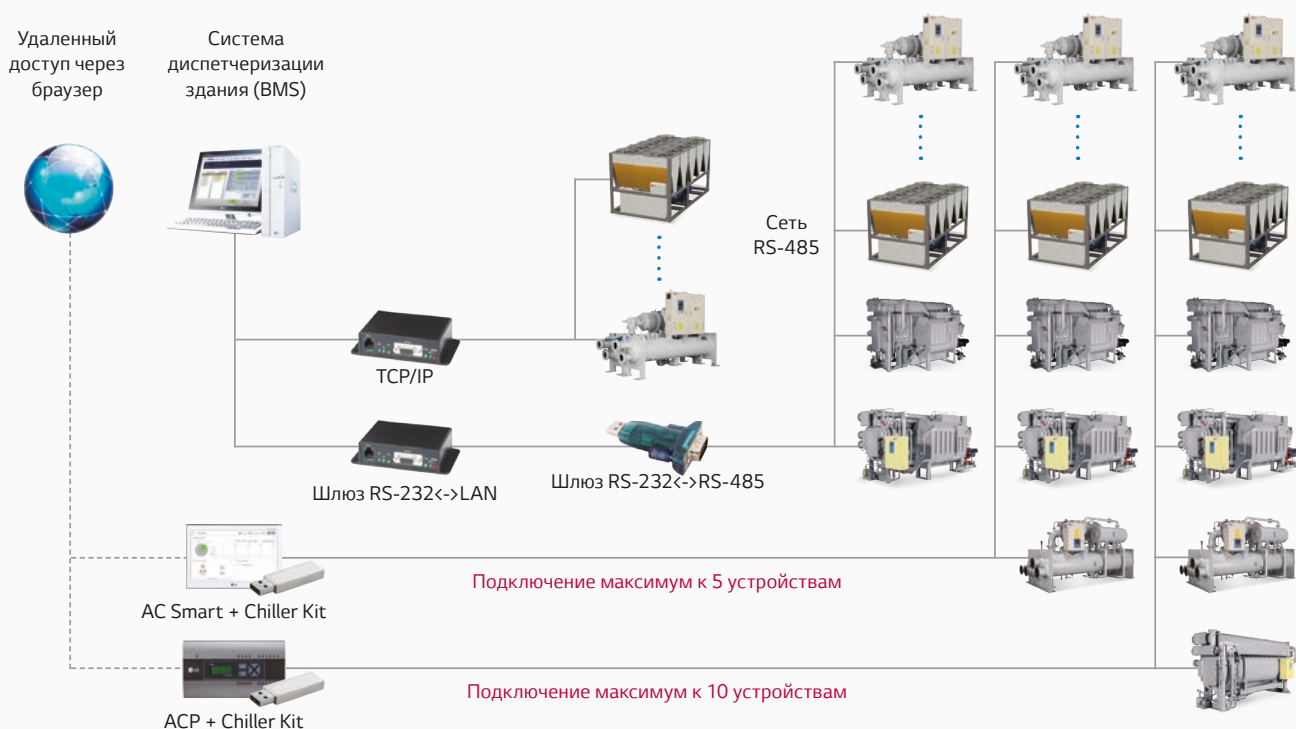 Удаленный
доступ через
браузер
Система
диспетчеризации
здания (BMS)
Сеть
RS-485
TCP/IP
Шлюз RS-232<->LAN
Шлюз RS-232<->RS-485
Подключение максимум к 5 устройствам
AC Smart + Chiller Kit
Подключение максимум к 10 устройствам
ACP + Chiller Kit